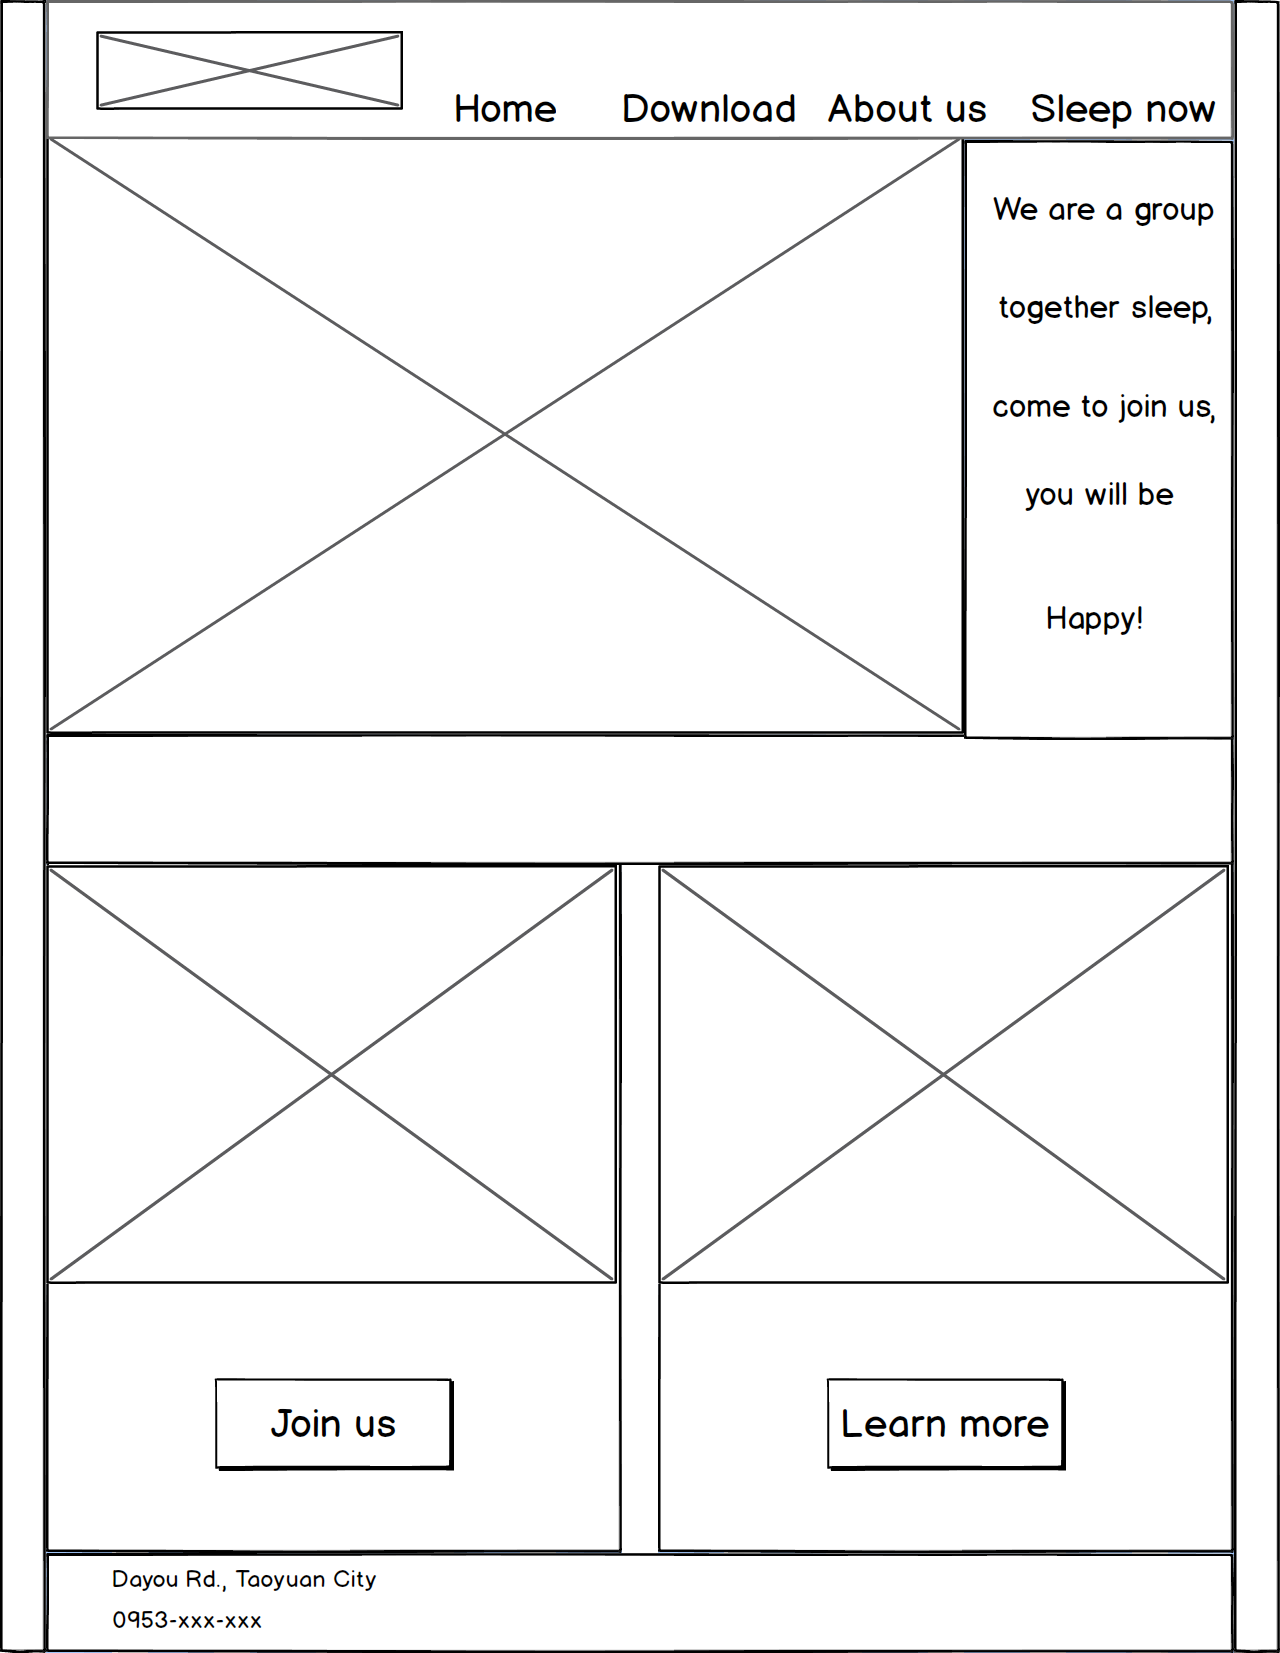 Home Download About us Sleep now
We are a group
together sleep,
come to join us,
you will be
Happy!
Join us
Learn more
Dayou Rd., Taoyuan City
0953-xxx-xxx